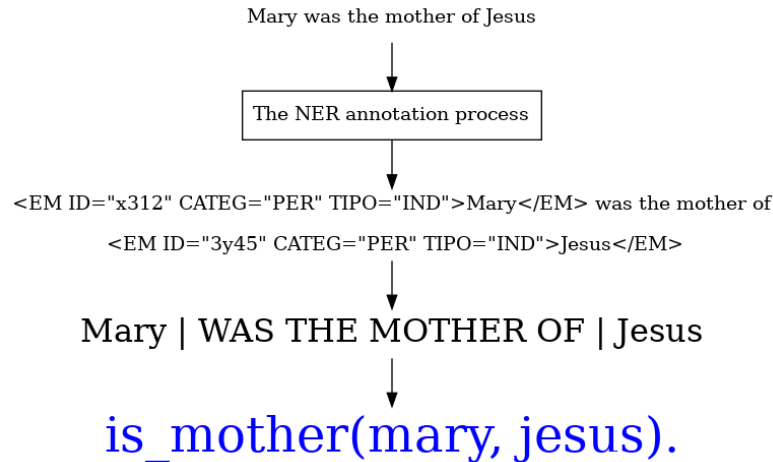 Mary was the mother of Jesus
The NER annotation process
<EM ID="x312" CATEG="PER" TIPO="IND">Mary</EM> was the mother of
<EM ID="3y45" CATEG="PER" TIPO="IND">Jesus</EM>
Mary | WAS THE MOTHER OF | Jesus
is_mother(mary, jesus).